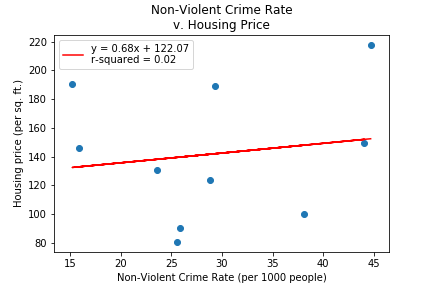 Non-Violent Crime Rate
v. Housing Price
y = 0.68x + 122.07
r-squared = 0.02
Housing price (per sq. ft.)
220
200
180
160
140
120
100
80
15 20 25 30 35 40 45
Non-Violent Crime Rate (per 1000 people)